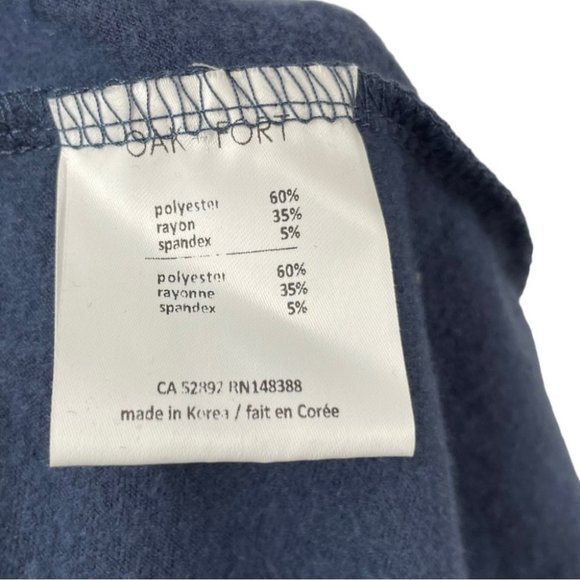 OAK + FORT
polyester 60%
rayon 35%
spandex 5%
polyester 60%
rayonne 35%
spandex 5%
CA 52892 RN148388
made in Korea / fait en Corée